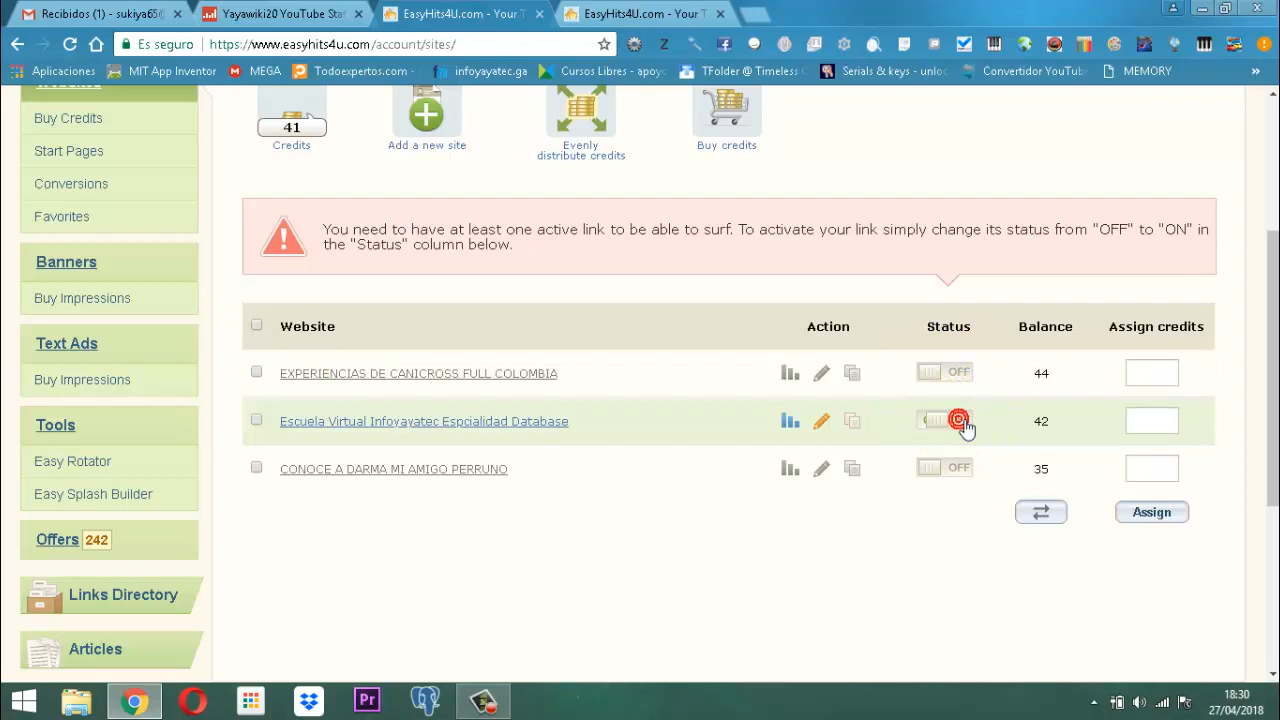 Recibidos (1) - sukiya65@
Yayawiki20 YouTube Stat
EasyHits4U.com - Your T
EasyHits4U.com - Your T
Es seguro
https://www.easyhits4u.com/account/sites/
Aplicaciones
MIT App Inventor
MEGA
Todoexpertos.com -
infoyayatec.ga
Cursos Libres - apoyo
TFolder @ Timeless
Serials & keys - unloc
Convertidor YouTube
MEMORY
»
Buy Credits
Start Pages
Conversions
Favorites
Banners
Buy Impressions
Text Ads
Buy Impressions
Tools
Easy Rotator
Easy Splash Builder
Offers 242
Links Directory
Articles
41
Credits
Add a new site
Evenly
distribute credits
Buy credits
You need to have at least one active link to be able to surf. To activate your link simply change its status from "OFF" to "ON" in
the "Status" column below.
Website Action Status Balance Assign credits
EXPERIENCIAS DE CANICROSS FULL COLOMBIA OFF 44
Escuela Virtual Infoyayatec Espcialidad Database 42
CONOCE A DARMA MI AMIGO PERRUNO OFF 35
Assign
Pr
18:30
27/04/2018